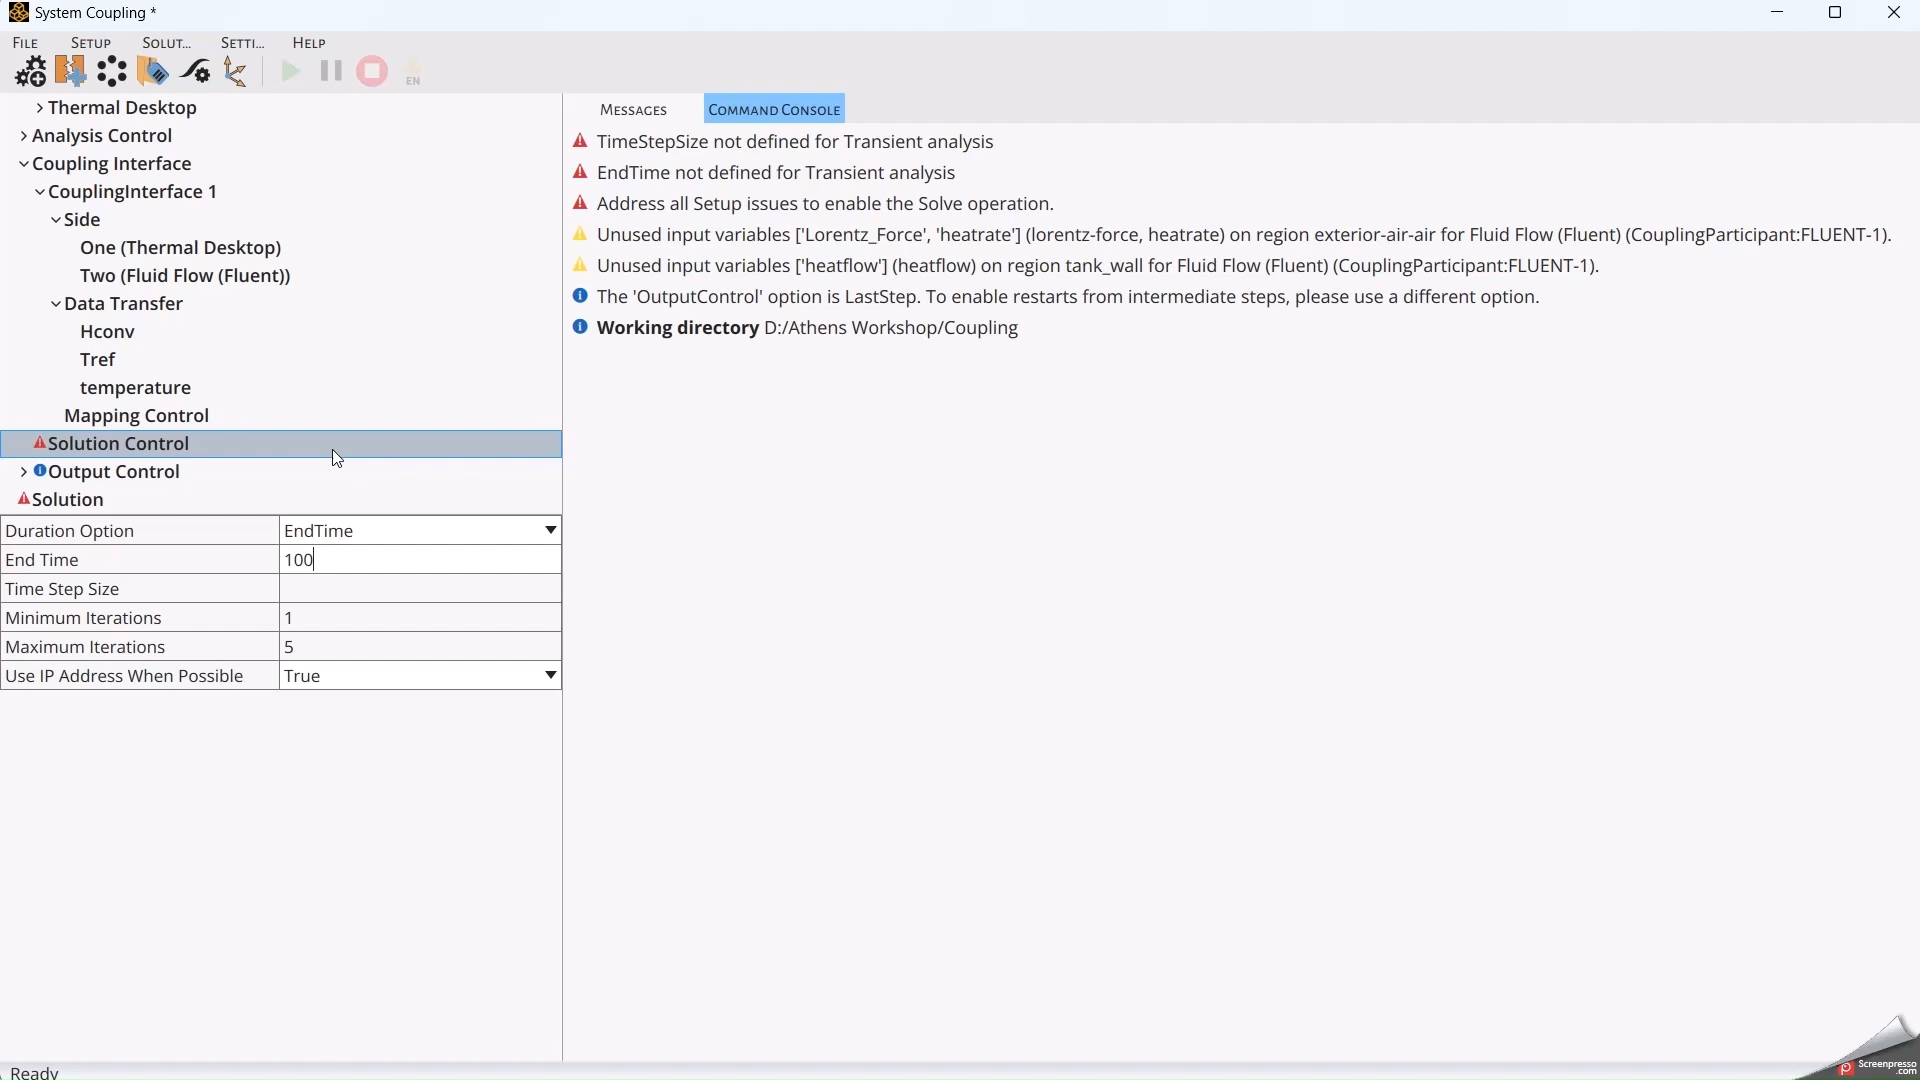 System Coupling *
FILE SETUP SOLUT... SETTI... HELP
EN
Thermal Desktop
Analysis Control
Coupling Interface
CouplingInterface 1
Side
One (Thermal Desktop)
Two (Fluid Flow (Fluent))
Data Transfer
Hconv
Tref
temperature
Mapping Control
Solution Control
Output Control
Solution
Duration Option EndTime
End Time 100
Time Step Size
Minimum Iterations 1
Maximum Iterations 5
Use IP Address When Possible True
MESSAGES COMMAND CONSOLE
TimeStepSize not defined for Transient analysis
EndTime not defined for Transient analysis
Address all Setup issues to enable the Solve operation.
Unused input variables ['Lorentz_Force', 'heatrate'] (lorentz-force, heatrate) on region exterior-air-air for Fluid Flow (Fluent) (CouplingParticipant:FLUENT-1).
Unused input variables ['heatflow'] (heatflow) on region tank_wall for Fluid Flow (Fluent) (CouplingParticipant:FLUENT-1).
The 'OutputControl' option is LastStep. To enable restarts from intermediate steps, please use a different option.
Working directory D:/Athens Workshop/Coupling
Ready
Screenpresso
.com